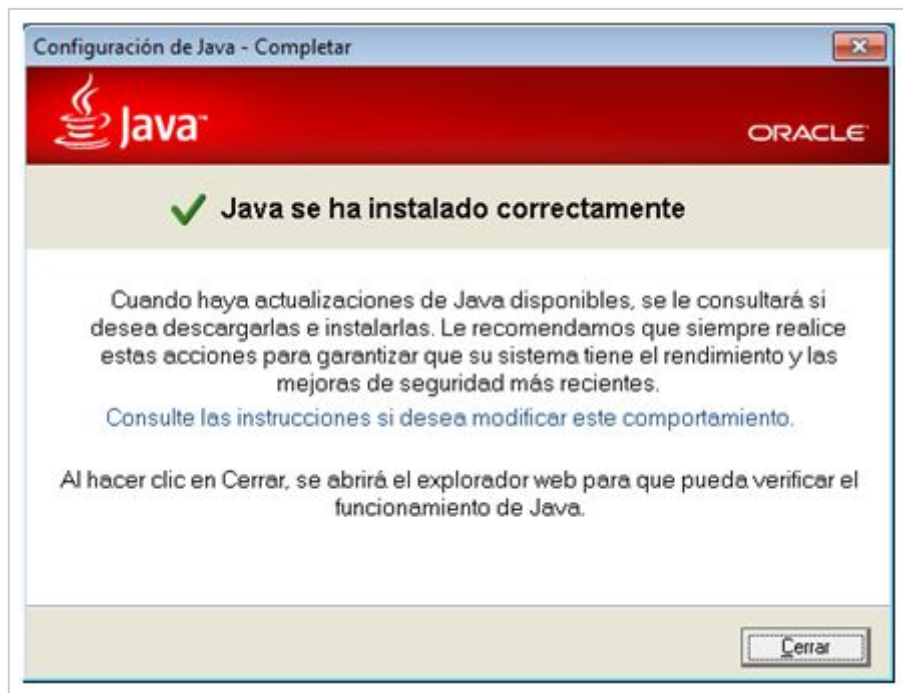 Configuración de Java - Completar
Java™
ORACLE
Java se ha instalado correctamente
Cuando haya actualizaciones de Java disponibles, se le consultará si
desea descargarlas e instalarlas. Le recomendamos que siempre realice
estas acciones para garantizar que su sistema tiene el rendimiento y las
mejoras de seguridad más recientes.
Consulte las instrucciones si desea modificar este comportamiento.
Al hacer clic en Cerrar, se abrirá el explorador web para que pueda verificar el
funcionamiento de Java.
Cerrar